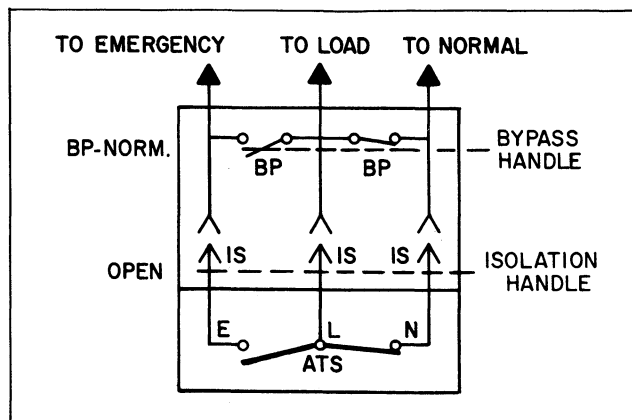 TO EMERGENCY TO LOAD TO NORMAL
BP-NORM.
BP BP
BYPASS
HANDLE
IS IS IS
OPEN
ISOLATION
HANDLE
E L N
ATS